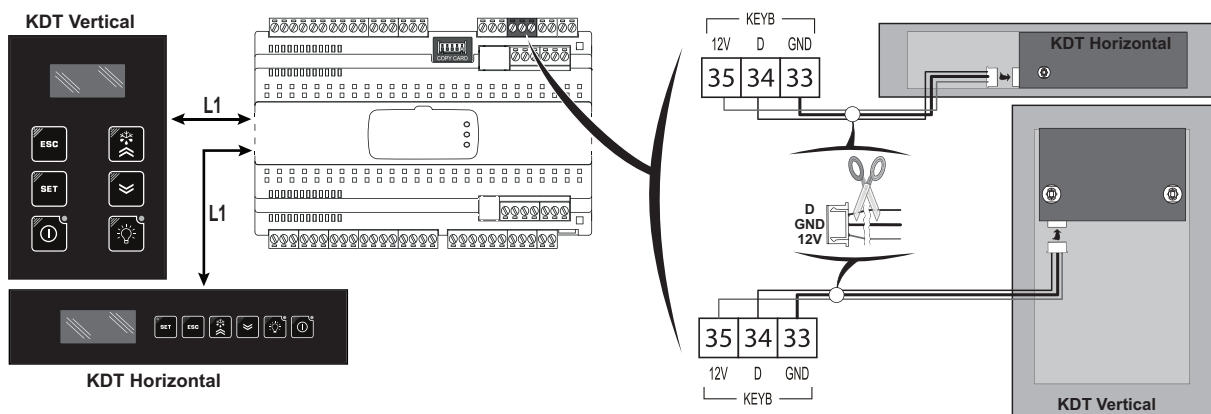 KDT Vertical
ESC
SET
L1
L1
SET ESC
KDT Horizontal
COPY CARD
KEYB
12V D GND
35 34 33
D
GND
12V
35 34 33
12V D GND
KEYB
KDT Horizontal
KDT Vertical